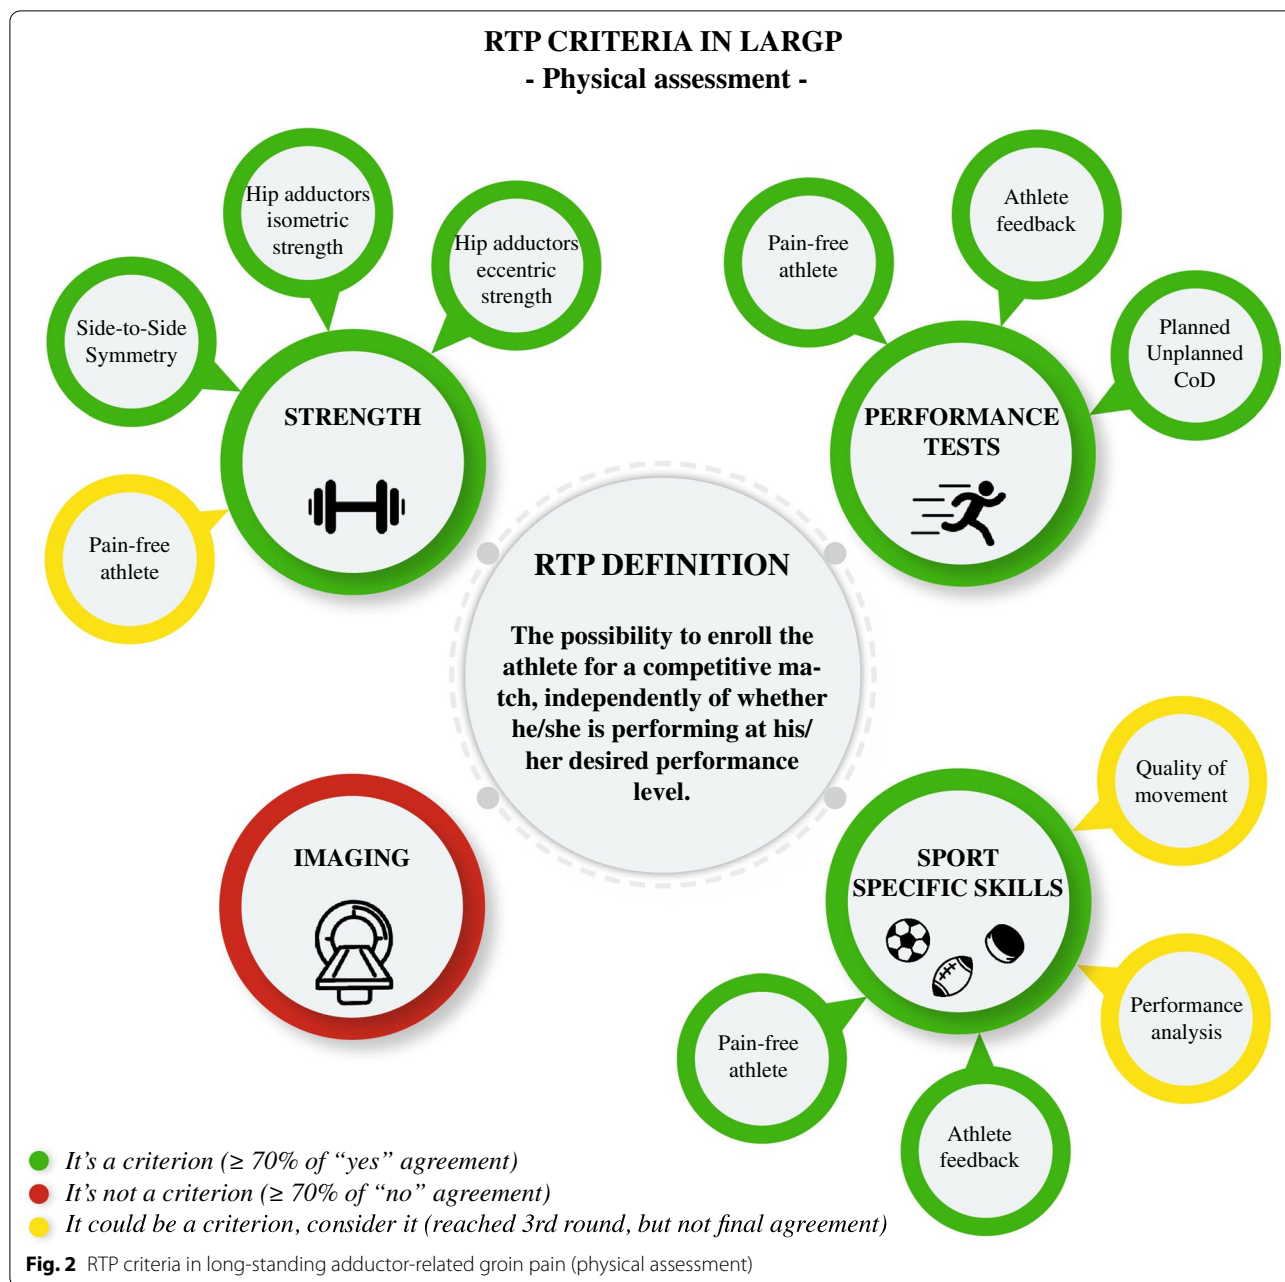 RTP CRITERIA IN LARGP
- Physical assessment -
Hip adductors
isometric
strength
Hip adductors
eccentric
strength
Side-to-Side
Symmetry
Pain-free
athlete
STRENGTH
Pain-free
athlete
Athlete
feedback
Planned
Unplanned
CoD
PERFORMANCE
TESTS
RTP DEFINITION
The possibility to enroll the
athlete for a competitive ma-
tch, independently of whether
he/she is performing at his/
her desired performance
level.
IMAGING
SPORT
SPECIFIC SKILLS
Quality of
movement
Performance
analysis
Pain-free
athlete
Athlete
feedback
It's a criterion (≥ 70% of “yes” agreement)
It's not a criterion (≥ 70% of “no” agreement)
It could be a criterion, consider it (reached 3rd round, but not final agreement)
Fig. 2 RTP criteria in long-standing adductor-related groin pain (physical assessment)